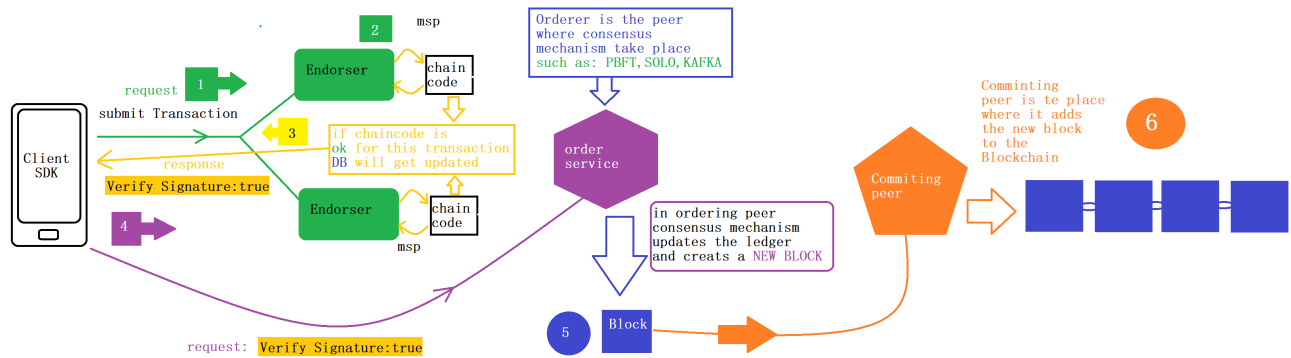 2
msp
Endorser
chain
code
request
1
submit Transaction
3
if chaincode is
ok for this transaction
DB will get updated
response
Verify Signature:true
Client
SDK
4
Endorser
chain
code
msp
request: Verify Signature:true
Orderer is the peer
where consensus
mechanism take place
such as: PBFT,SOLO,KAFKA
order
service
in ordering peer
consensus mechanism
updates the ledger
and creats a NEW BLOCK
5
Block
Commiting
peer
Comminting
peer is te place
where it adds
the new block
to the
Blockchain
6